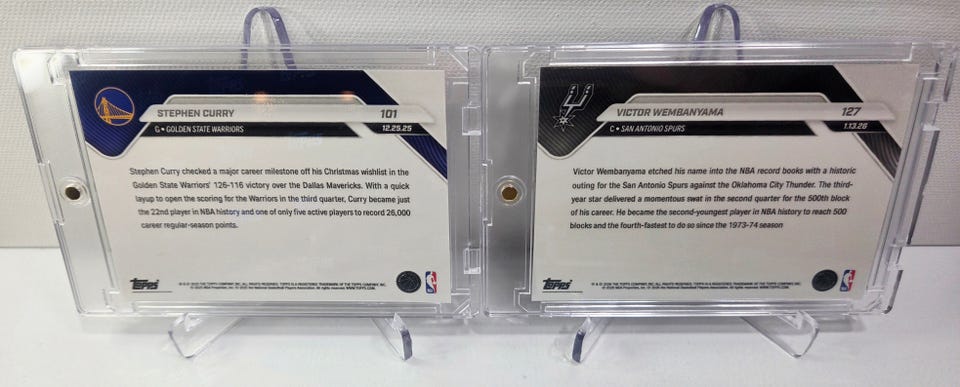 STEPHEN CURRY 101
G • GOLDEN STATE WARRIORS 12.25.25
Stephen Curry checked a major career milestone off his Christmas wishlist in the
Golden State Warriors' 126-116 victory over the Dallas Mavericks. With a quick
layup to open the scoring for the Warriors in the third quarter, Curry became just
the 22nd player in NBA history and one of only five active players to record 26,000
career regular-season points.
Topps
VICTOR WEMBANYAMA 127
C • SAN ANTONIO SPURS 1.13.26
Victor Wembanyama etched his name into the NBA record books with a historic
outing for the San Antonio Spurs against the Oklahoma City Thunder. The third-
year star delivered a momentous swat in the second quarter for the 500th block
of his career. He became the second-youngest player in NBA history to reach 500
blocks and the fourth-fastest to do so since the 1973-74 season
Topps